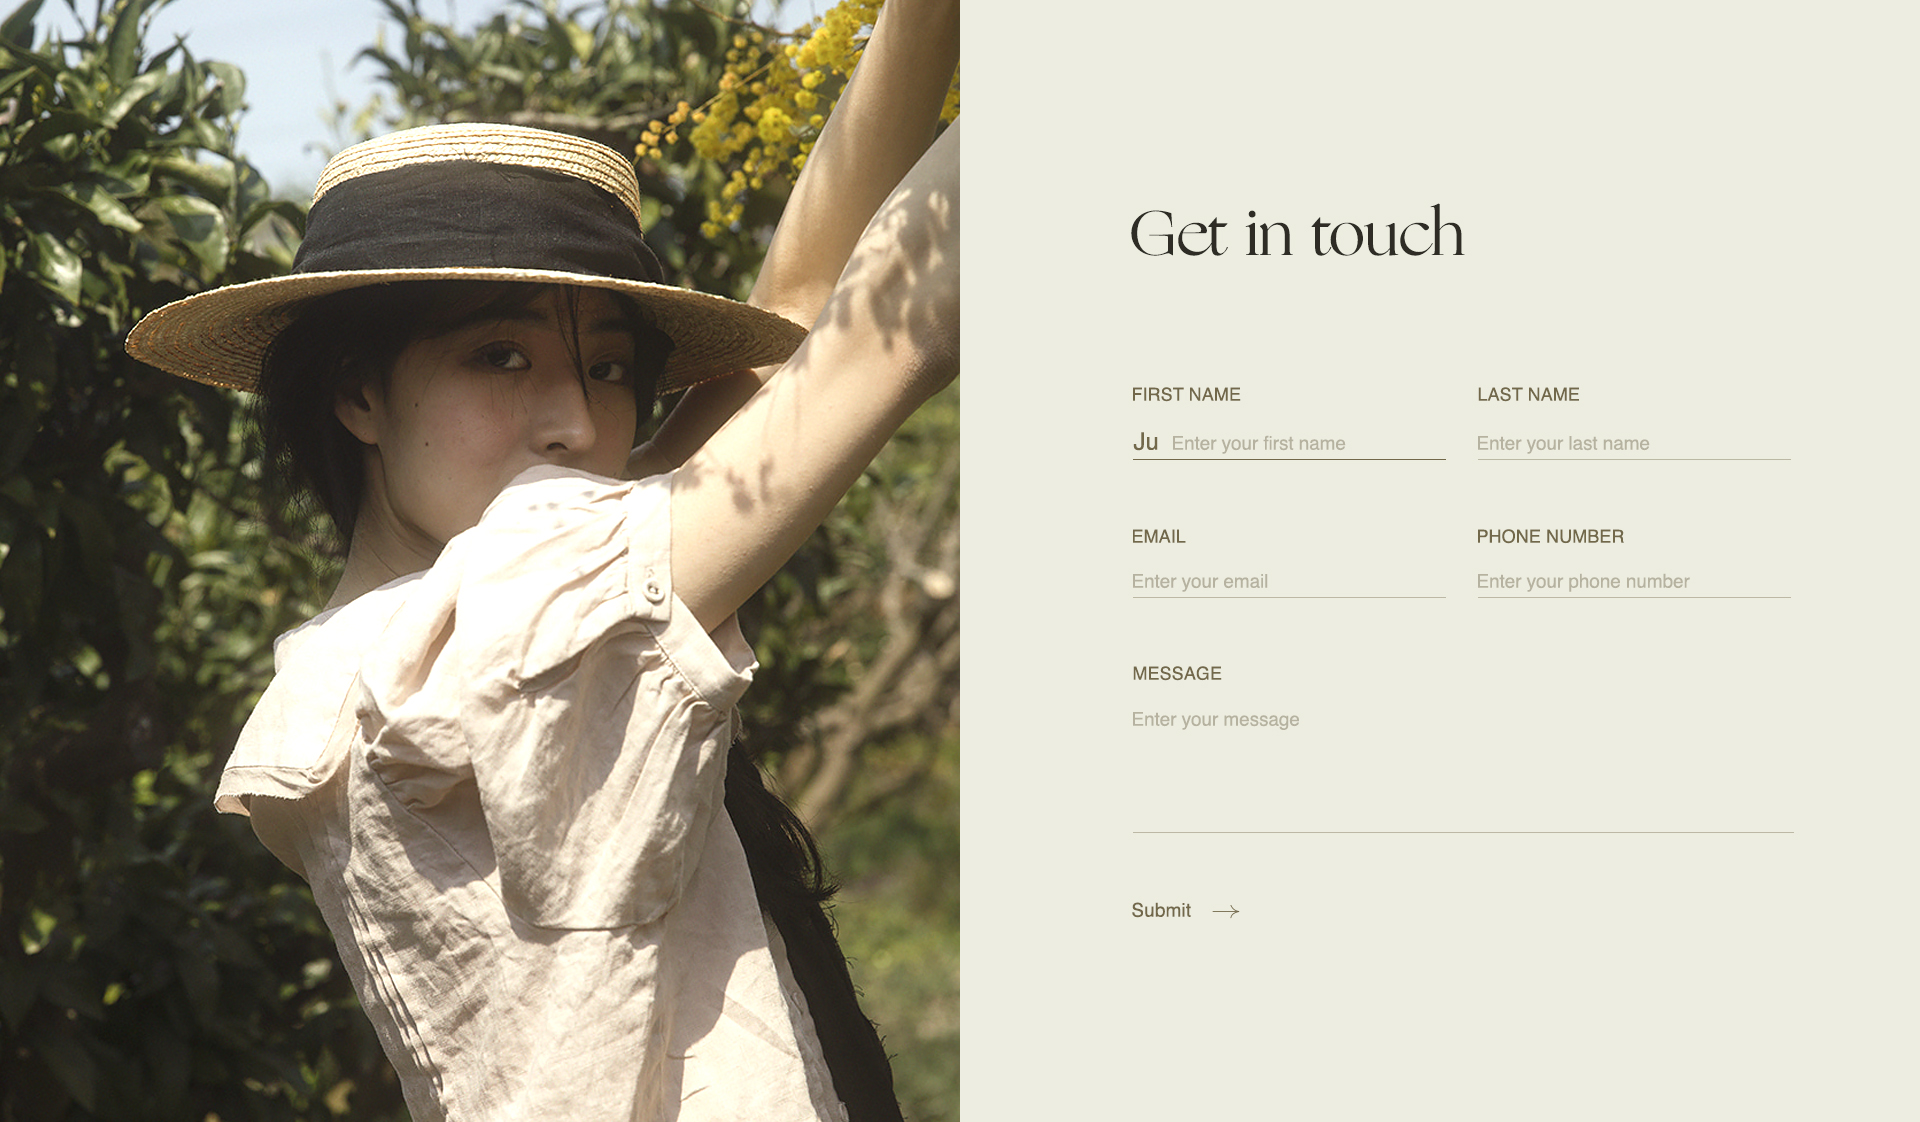 Get in touch
FIRST NAME
LAST NAME
Ju Enter your first name
Enter your last name
EMAIL
PHONE NUMBER
Enter your email
Enter your phone number
MESSAGE
Enter your message
Submit